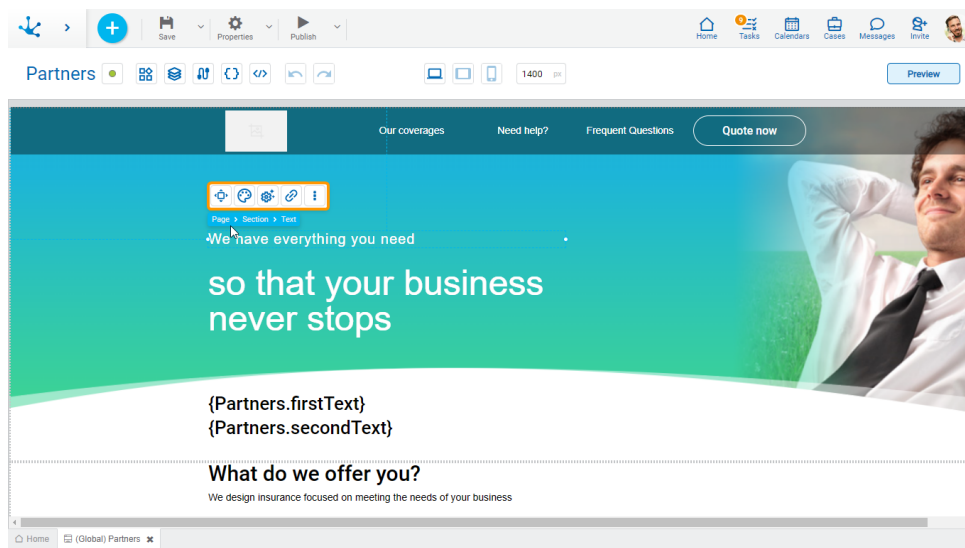 Save
Properties
Publish
Home
9
Tasks
Calendars
Cases
Messages
Invite
Partners
1400 px
Preview
Our coverages
Need help?
Frequent Questions
Quote now
Page > Section > Text
We have everything you need
so that your business
never stops
{Partners.firstText}
{Partners.secondText}
What do we offer you?
We design insurance focused on meeting the needs of your business
Home
(Global) Partners